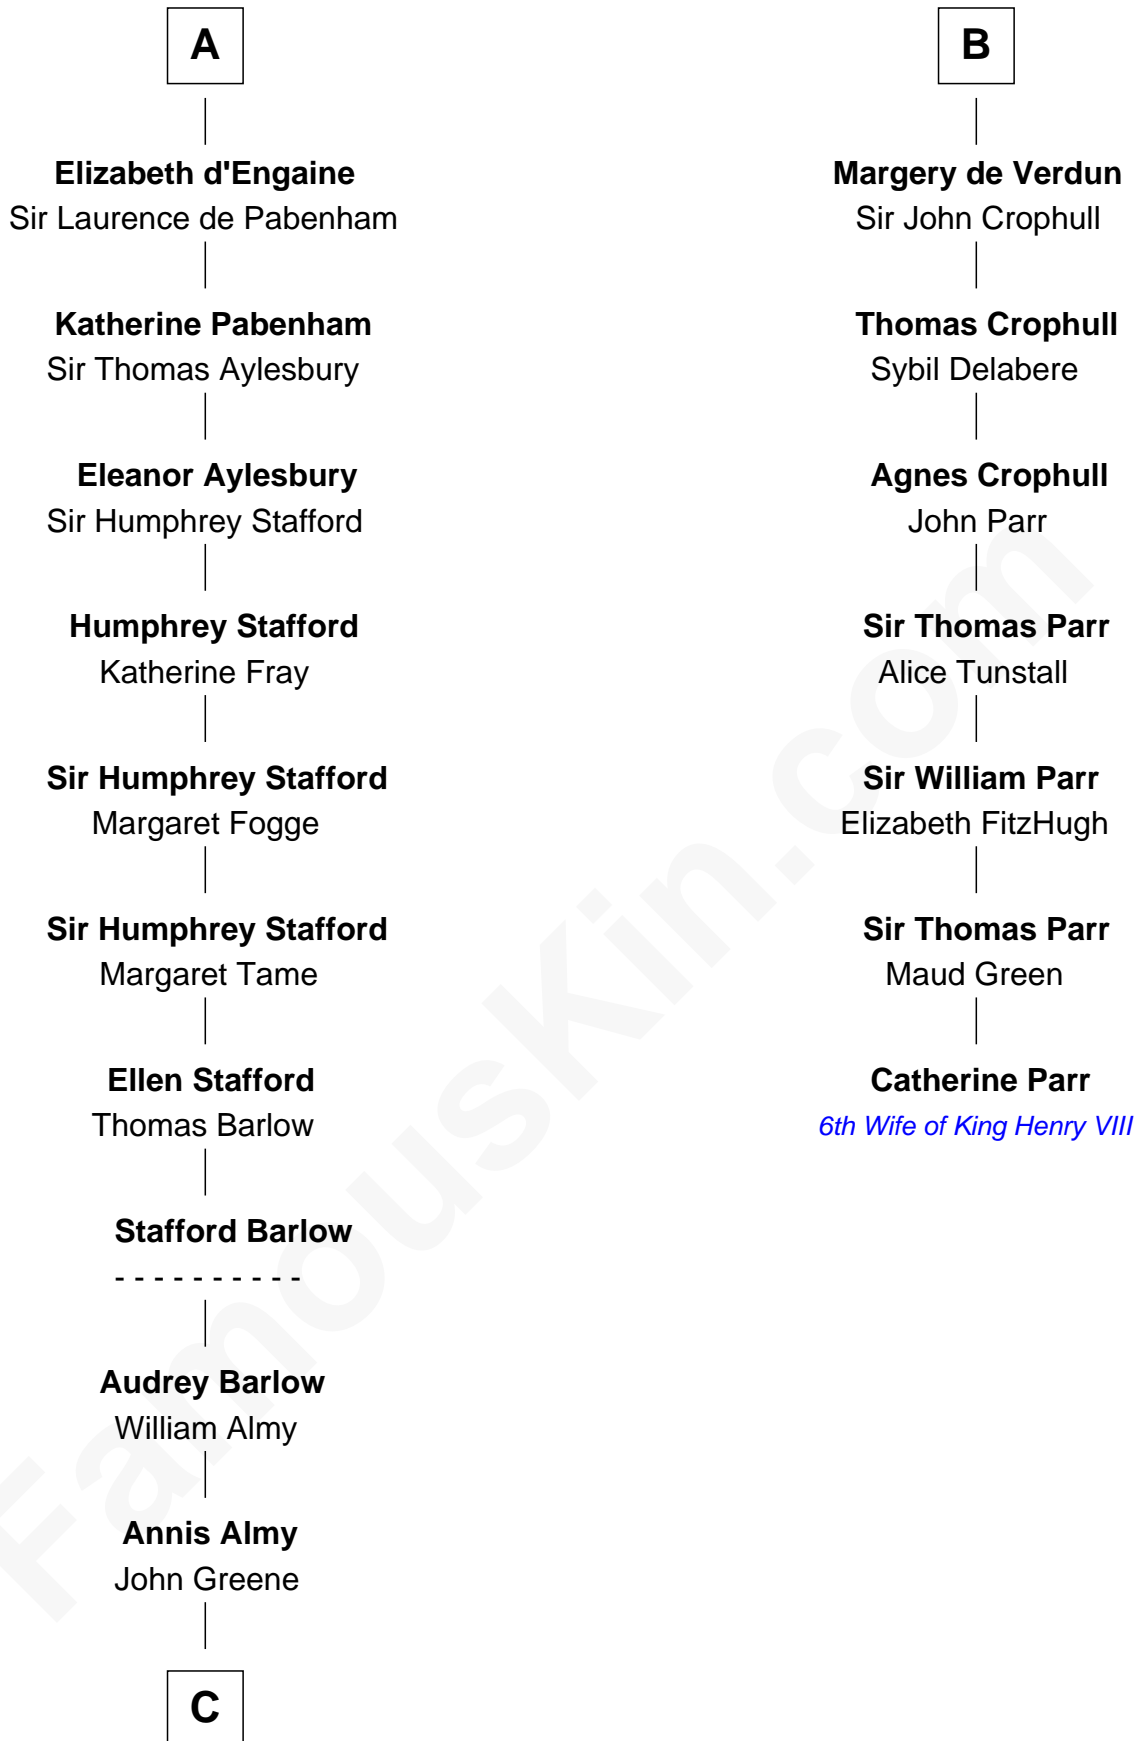 A
Elizabeth d'Engaine
Sir Laurence de Pabenham
Katherine Pabenham
Sir Thomas Aylesbury
Eleanor Aylesbury
Sir Humphrey Stafford
Humphrey Stafford
Katherine Fray
Sir Humphrey Stafford
Margaret Fogge
Sir Humphrey Stafford
Margaret Tame
Ellen Stafford
Thomas Barlow
Stafford Barlow
- - - - - - - - - -
Audrey Barlow
William Almy
Annis Almy
John Greene
C
B
Margery de Verdun
Sir John Crophull
Thomas Crophull
Sybil Delabere
Agnes Crophull
John Parr
Sir Thomas Parr
Alice Tunstall
Sir William Parr
Elizabeth FitzHugh
Sir Thomas Parr
Maud Green
Catherine Parr
6th Wife of King Henry VIII
FamousKin.com